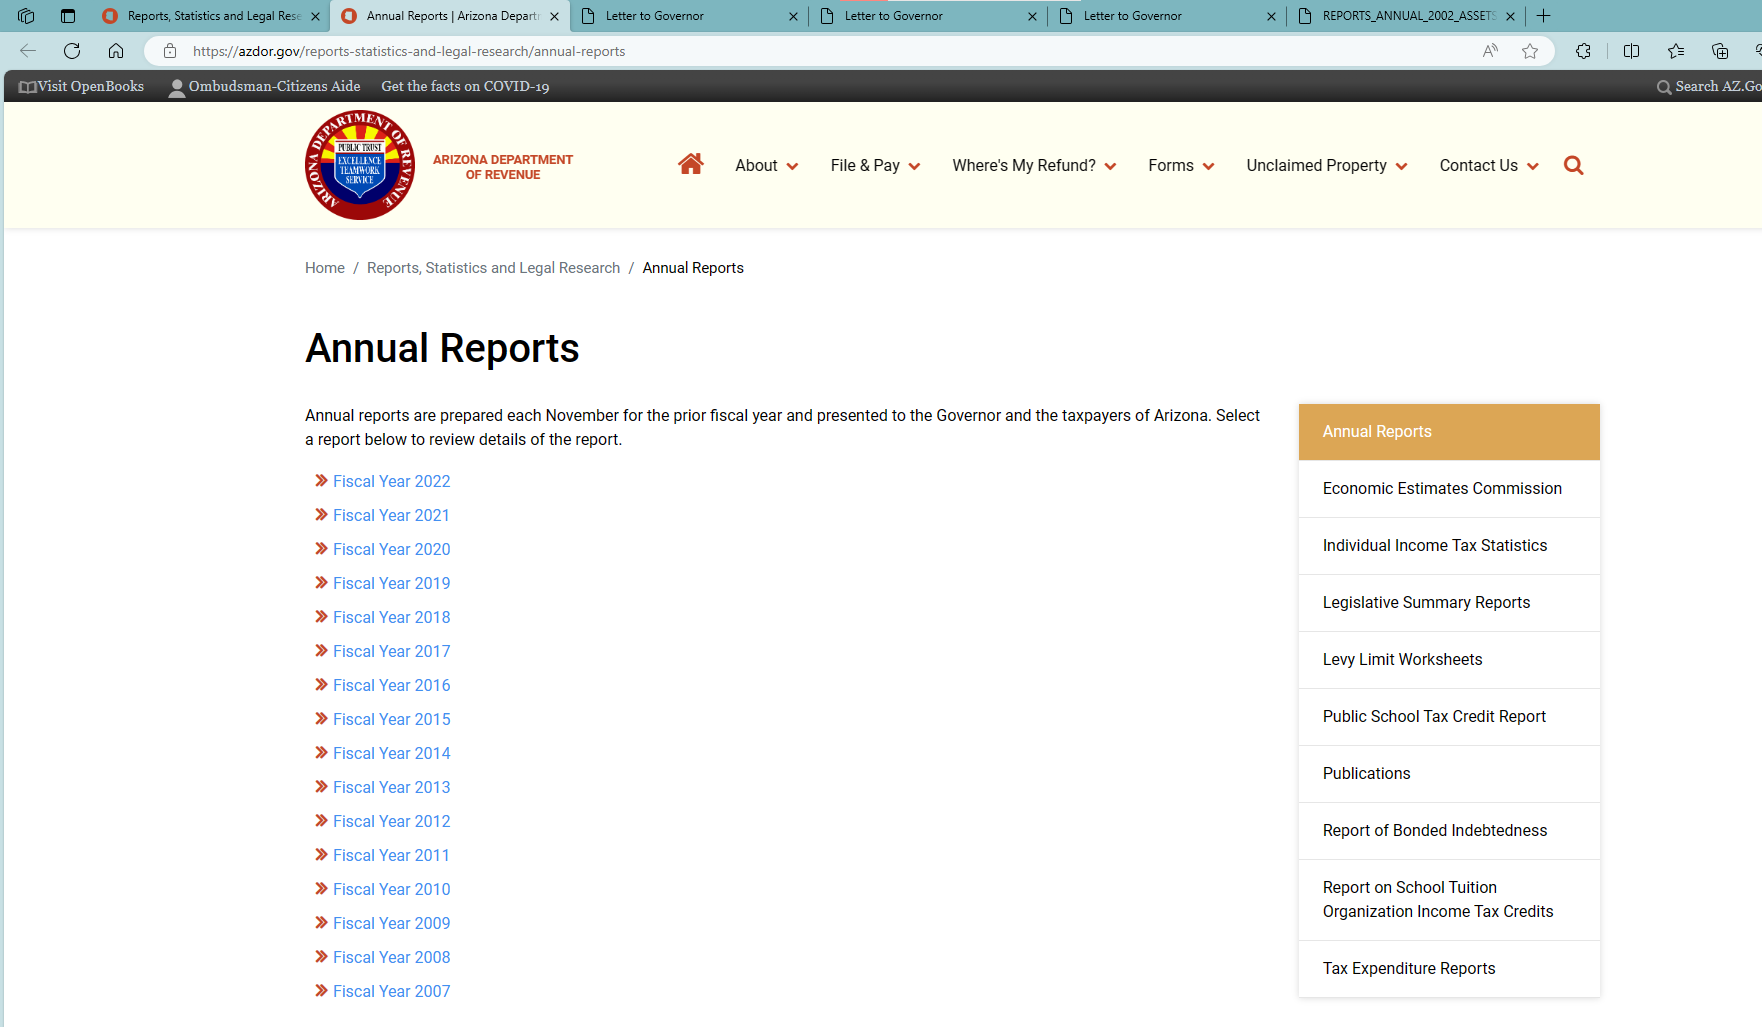 Reports, Statistics and Legal Rese
Annual Reports | Arizona Depart
Letter to Governor
Letter to Governor
Letter to Governor
REPORTS_ANNUAL_2002_ASSETS
https://azdor.gov/reports-statistics-and-legal-research/annual-reports
Visit OpenBooks
Ombudsman-Citizens Aide
Get the facts on COVID-19
Search AZ.Go
ARIZONA DEPARTMENT OF REVENUE
PUBLIC TRUST
EXCELLENCE
TEAMWORK
SERVICE
ARIZONA
ARIZONA DEPARTMENT
OF REVENUE
About
File & Pay
Where's My Refund?
Forms
Unclaimed Property
Contact Us
Home / Reports, Statistics and Legal Research / Annual Reports
Annual Reports
Annual reports are prepared each November for the prior fiscal year and presented to the Governor and the taxpayers of Arizona. Select
a report below to review details of the report.
Fiscal Year 2022
Fiscal Year 2021
Fiscal Year 2020
Fiscal Year 2019
Fiscal Year 2018
Fiscal Year 2017
Fiscal Year 2016
Fiscal Year 2015
Fiscal Year 2014
Fiscal Year 2013
Fiscal Year 2012
Fiscal Year 2011
Fiscal Year 2010
Fiscal Year 2009
Fiscal Year 2008
Fiscal Year 2007
Annual Reports
Economic Estimates Commission
Individual Income Tax Statistics
Legislative Summary Reports
Levy Limit Worksheets
Public School Tax Credit Report
Publications
Report of Bonded Indebtedness
Report on School Tuition
Organization Income Tax Credits
Tax Expenditure Reports